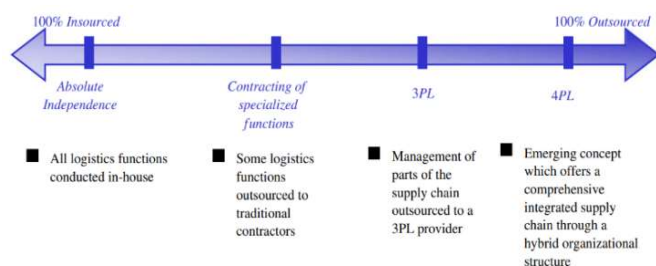 100% Insourced
100% Outsourced
Absolute
Independence
Contracting of
specialized
functions
3PL
4PL
All logistics functions
conducted in-house
Some logistics
functions
outsourced to
traditional
contractors
Management of
parts of the
supply chain
outsourced to a
3PL provider
Emerging concept
which offers a
comprehensive
integrated supply
chain through a
hybrid organizational
structure